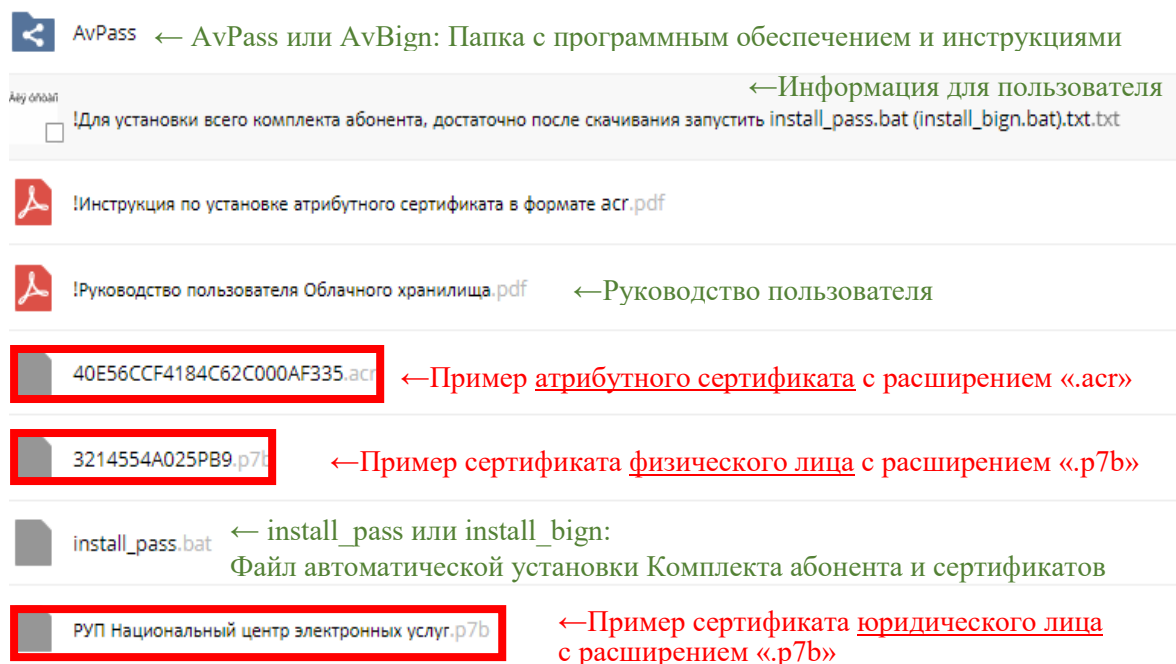 AvPass ← AvPass или AvBign: Папка с программным обеспечением и инструкциями
←Информация для пользователя
!Для установки всего комплекта абонента, достаточно после скачивания запустить install_pass.bat (install_bign.bat).txt.txt
!Инструкция по установке атрибутного сертификата в формате acr.pdf
!Руководство пользователя Облачного хранилища.pdf ←Руководство пользователя
40E56CCF4184C62C000AF335.acr ←Пример атрибутного сертификата с расширением «.acr»
3214554A025PB9.p7b ←Пример сертификата физического лица с расширением «.p7b»
install_pass.bat ← install_pass или install_bign:
Файл автоматической установки Комплекта абонента и сертификатов
РУП Национальный центр электронных услуг.p7b ←Пример сертификата юридического лица
с расширением «.p7b»